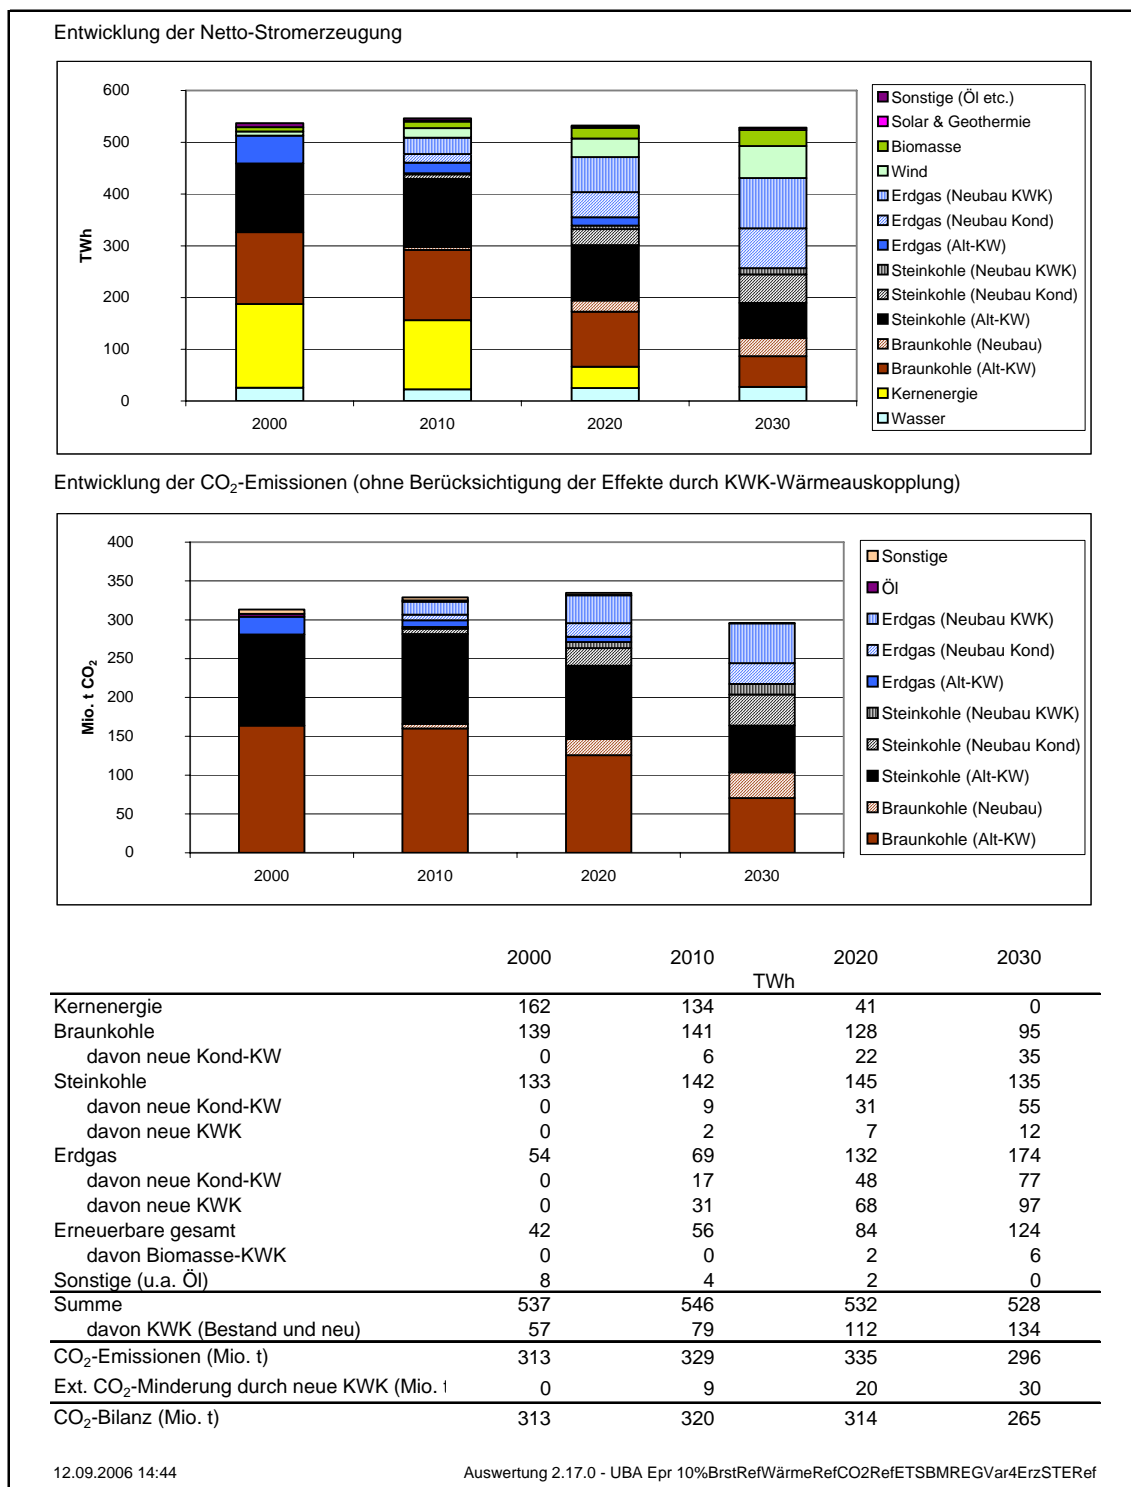 Entwicklung der Netto-Stromerzeugung
600
500
400
300
200
100
0
TWh
2000 2010 2020 2030
Sonstige (Öl etc.)
Solar & Geothermie
Biomasse
Wind
Erdgas (Neubau KWK)
Erdgas (Neubau Kond)
Erdgas (Alt-KW)
Steinkohle (Neubau KWK)
Steinkohle (Neubau Kond)
Steinkohle (Alt-KW)
Braunkohle (Neubau)
Braunkohle (Alt-KW)
Kernenergie
Wasser
Entwicklung der CO2-Emissionen (ohne Berücksichtigung der Effekte durch KWK-Wärmeauskopplung)
400
350
300
250
200
150
100
50
0
Mio. t CO2
2000 2010 2020 2030
Sonstige
Öl
Erdgas (Neubau KWK)
Erdgas (Neubau Kond)
Erdgas (Alt-KW)
Steinkohle (Neubau KWK)
Steinkohle (Neubau Kond)
Steinkohle (Alt-KW)
Braunkohle (Neubau)
Braunkohle (Alt-KW)
2000 2010 2020 2030
TWh
Kernenergie 162 134 41 0
Braunkohle 139 141 128 95
davon neue Kond-KW 0 6 22 35
Steinkohle 133 142 145 135
davon neue Kond-KW 0 9 31 55
davon neue KWK 0 2 7 12
Erdgas 54 69 132 174
davon neue Kond-KW 0 17 48 77
davon neue KWK 0 31 68 97
Erneuerbare gesamt 42 56 84 124
davon Biomasse-KWK 0 0 2 6
Sonstige (u.a. Öl) 8 4 2 0
Summe 537 546 532 528
davon KWK (Bestand und neu) 57 79 112 134
CO2-Emissionen (Mio. t) 313 329 335 296
Ext. CO2-Minderung durch neue KWK (Mio. t 0 9 20 30
CO2-Bilanz (Mio. t) 313 320 314 265
12.09.2006 14:44 Auswertung 2.17.0 - UBA Epr 10%BrstRefWärmeRefCO2RefETSBMREGVar4ErzSTERef